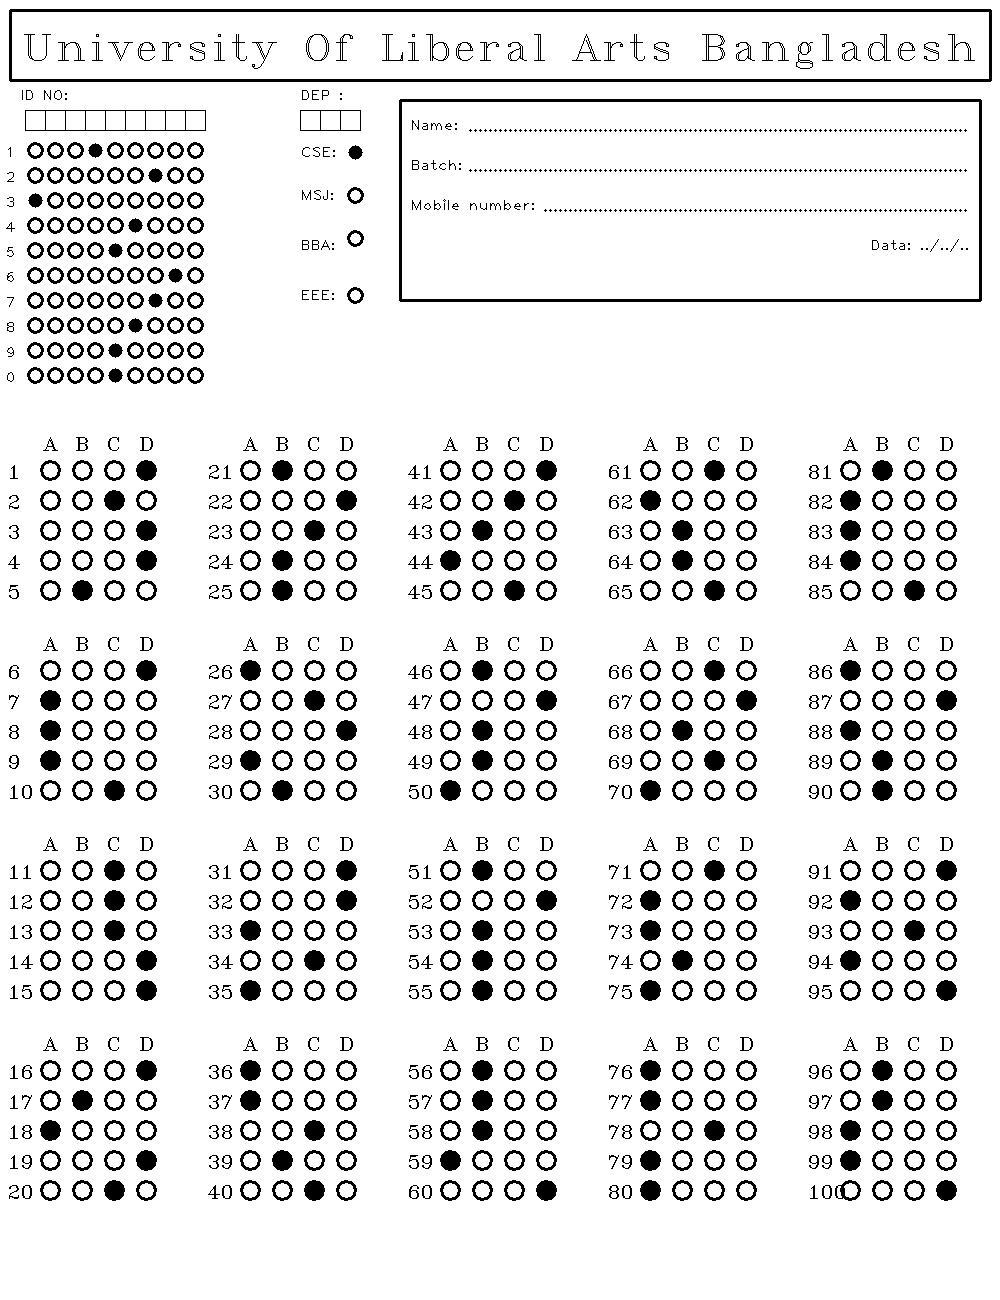 University Of Liberal Arts Bangladesh
ID NO:
DEP :
Name: ............................................................
Batch: ............................................................
Mobile number: ............................................................
Data: ../../..
CSE:
MSJ:
BBA:
EEE:
1
2
3
4
5
6
7
8
9
0
A B C D A B C D A B C D A B C D A B C D
1 21 41 61 81
2 22 42 62 82
3 23 43 63 83
4 24 44 64 84
5 25 45 65 85
A B C D A B C D A B C D A B C D A B C D
6 26 46 66 86
7 27 47 67 87
8 28 48 68 88
9 29 49 69 89
10 30 50 70 90
A B C D A B C D A B C D A B C D A B C D
11 31 51 71 91
12 32 52 72 92
13 33 53 73 93
14 34 54 74 94
15 35 55 75 95
A B C D A B C D A B C D A B C D A B C D
16 36 56 76 96
17 37 57 77 97
18 38 58 78 98
19 39 59 79 99
20 40 60 80 100